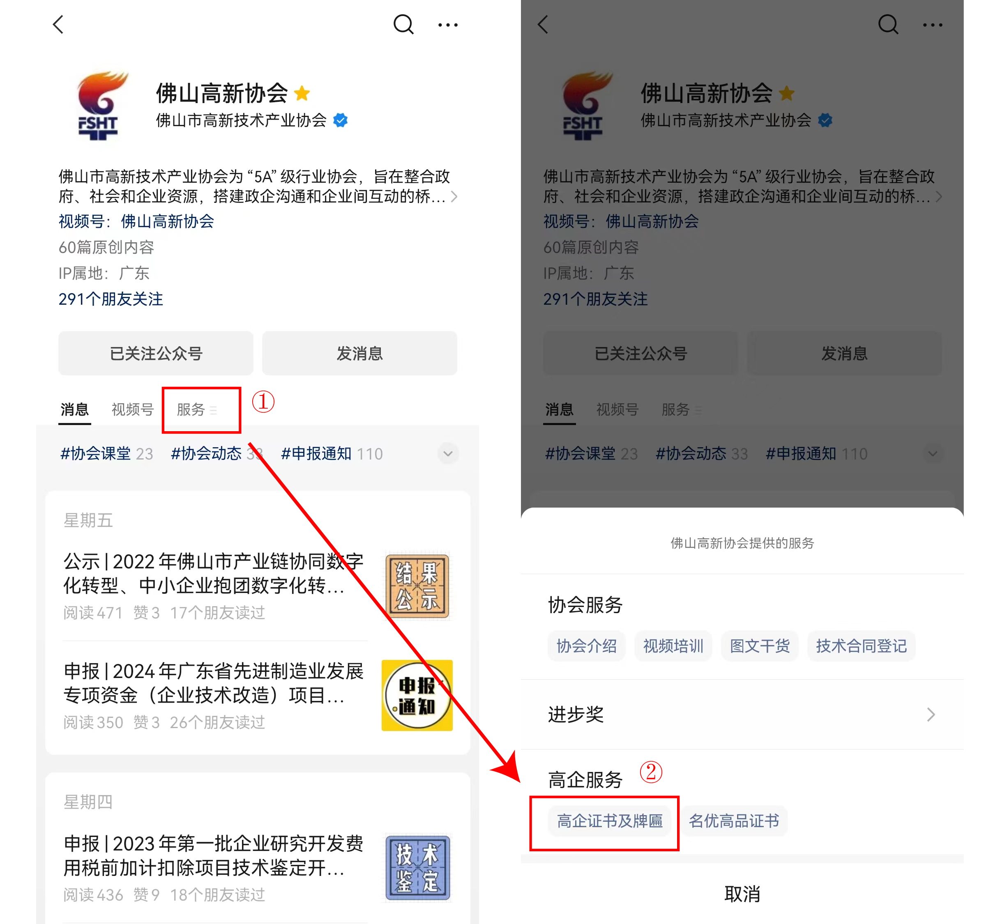 佛山高新协会
佛山市高新技术产业协会
FSHT
佛山市高新技术产业协会为“5A”级行业协会，旨在整合政
府、社会和企业资源，搭建政企沟通和企业间互动的桥...
视频号：佛山高新协会
60篇原创内容
IP属地：广东
291个朋友关注
已关注公众号 发消息
消息 视频号 服务 ①
#协会课堂 23 #协会动态 33 #申报通知 110
星期五
公示 | 2022 年佛山市产业链协同数字
化转型、中小企业抱团数字化转...
阅读 471 赞 3 17个朋友读过
结果
公示
申报 | 2024 年广东省先进制造业发展
专项资金（企业技术改造）项目...
阅读 350 赞 3 26个朋友读过
申报
通知
星期四
申报 | 2023 年第一批企业研究开发费
用税前加计扣除项目技术鉴定开...
阅读 436 赞 9 18个朋友读过
技术
鉴定
佛山高新协会
佛山市高新技术产业协会
FSHT
佛山市高新技术产业协会为“5A”级行业协会，旨在整合政
府、社会和企业资源，搭建政企沟通和企业间互动的桥...
视频号：佛山高新协会
60篇原创内容
IP属地：广东
291个朋友关注
已关注公众号 发消息
消息 视频号 服务
#协会课堂 23 #协会动态 33 #申报通知 110
佛山高新协会提供的服务
协会服务
协会介绍 视频培训 图文干货 技术合同登记
进步奖
高企服务 ②
高企证书及牌匾 名优高品证书
取消